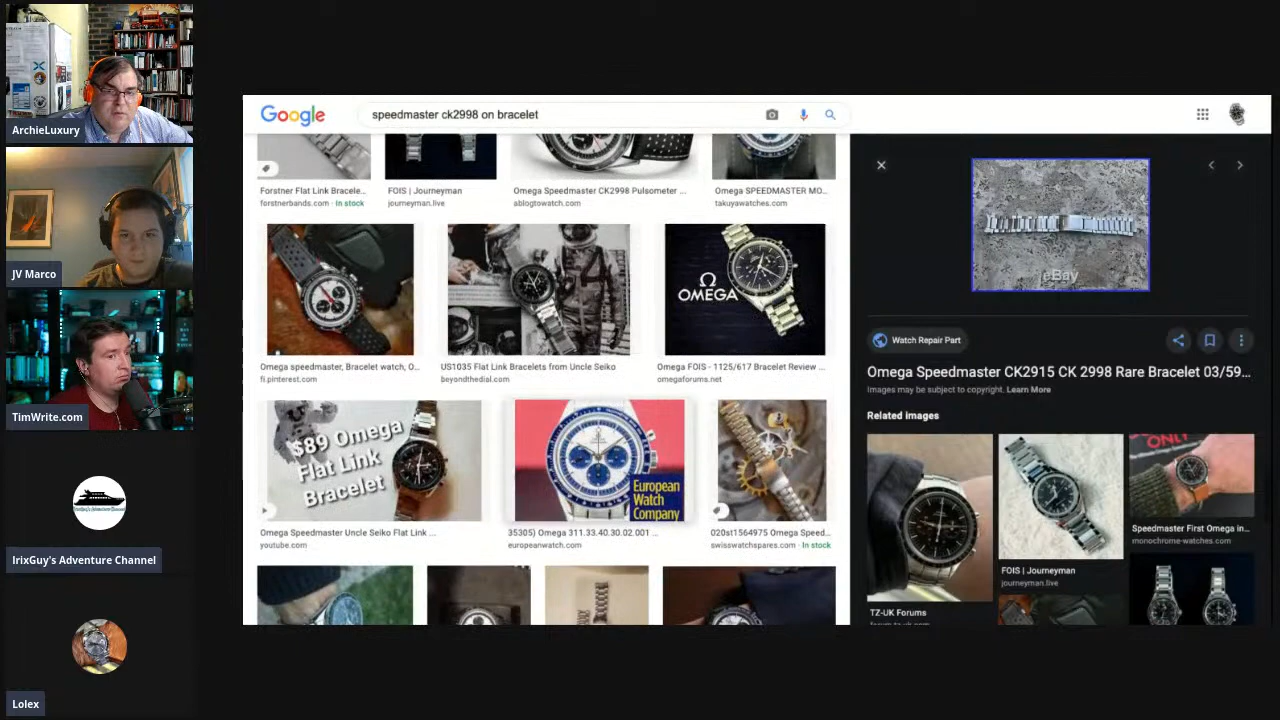 ArchieLuxury
JV Marco
TimWrite.com
IrixGuy's Adventure Channel
Lolex
Google
speedmaster ck2998 on bracelet
Forstner Flat Link Bracele...
forstnerbands.com · In stock
FOIS | Journeyman
journeyman.live
Omega Speedmaster CK2998 Pulsometer ...
ablogtowatch.com
Omega SPEEDMASTER MO...
takuyawatches.com
Ω
OMEGA
Omega speedmaster, Bracelet watch, O...
fi.pinterest.com
US1035 Flat Link Bracelets from Uncle Seiko
beyondthedial.com
Omega FOIS - 1125/617 Bracelet Review ...
omegaforums.net
$89 Omega
Flat Link
Bracelet
European
Watch
Company
Omega Speedmaster Uncle Seiko Flat Link ...
youtube.com
35305) Omega 311.33.40.30.02.001 ...
europeanwatch.com
020st1564975 Omega Speed...
swisswatchspares.com · In stock
eBay
Watch Repair Part
Omega Speedmaster CK2915 CK 2998 Rare Bracelet 03/59...
Images may be subject to copyright. Learn More
Related images
TZ-UK Forums
FOIS | Journeyman
journeyman.live
ONLY
Speedmaster First Omega in...
monochrome-watches.com